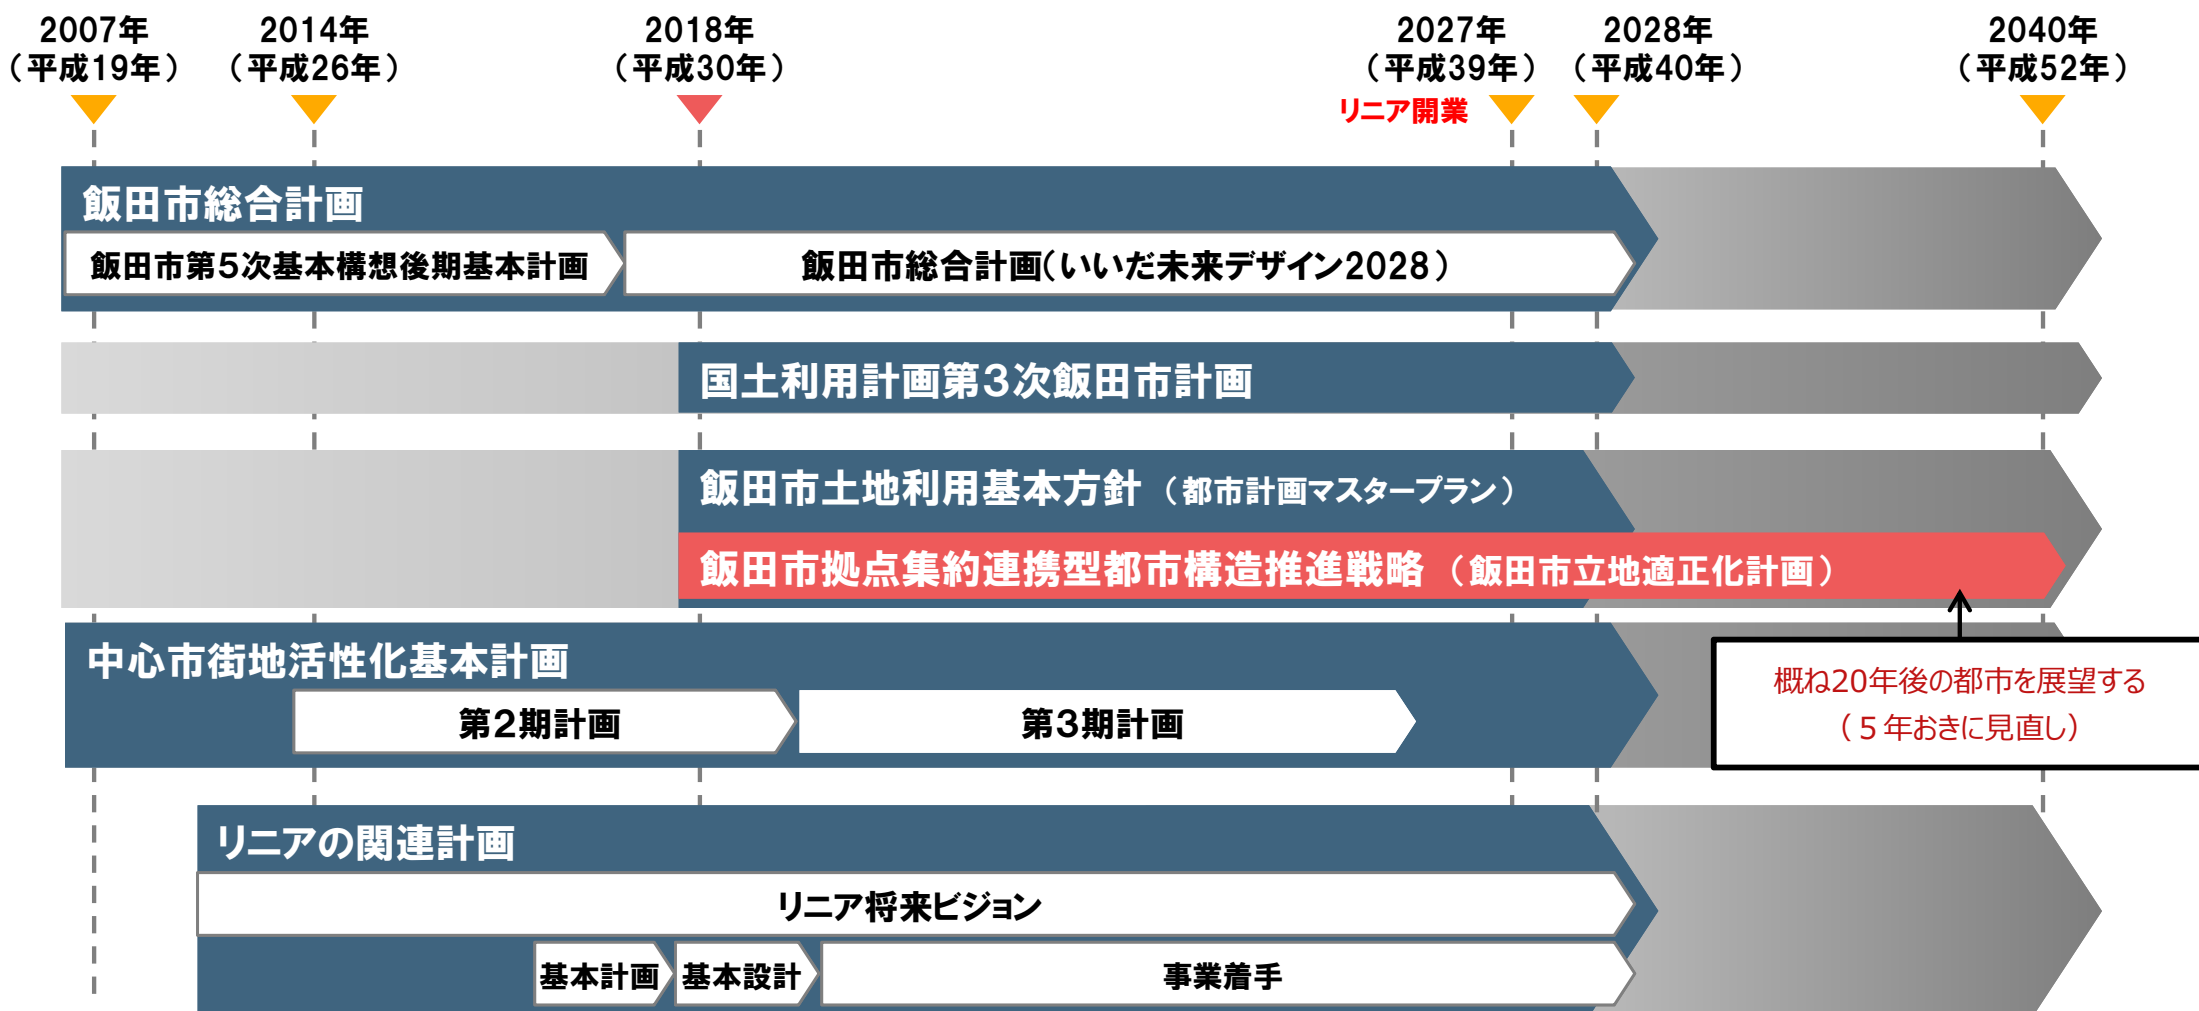 2007年
（平成19年）
2014年
（平成26年）
2018年
（平成30年）
2027年
（平成39年）
2028年
（平成40年）
2040年
（平成52年）
リニア開業
飯田市総合計画
飯田市第５次基本構想後期基本計画
飯田市総合計画（いいだ未来デザイン2028）
国土利用計画第３次飯田市計画
飯田市土地利用基本方針（都市計画マスタープラン）
飯田市拠点集約連携型都市構造推進戦略（飯田市立地適正化計画）
中心市街地活性化基本計画
第２期計画
第３期計画
概ね20年後の都市を展望する
（５年おきに見直し）
リニアの関連計画
リニア将来ビジョン
基本計画
基本設計
事業着手